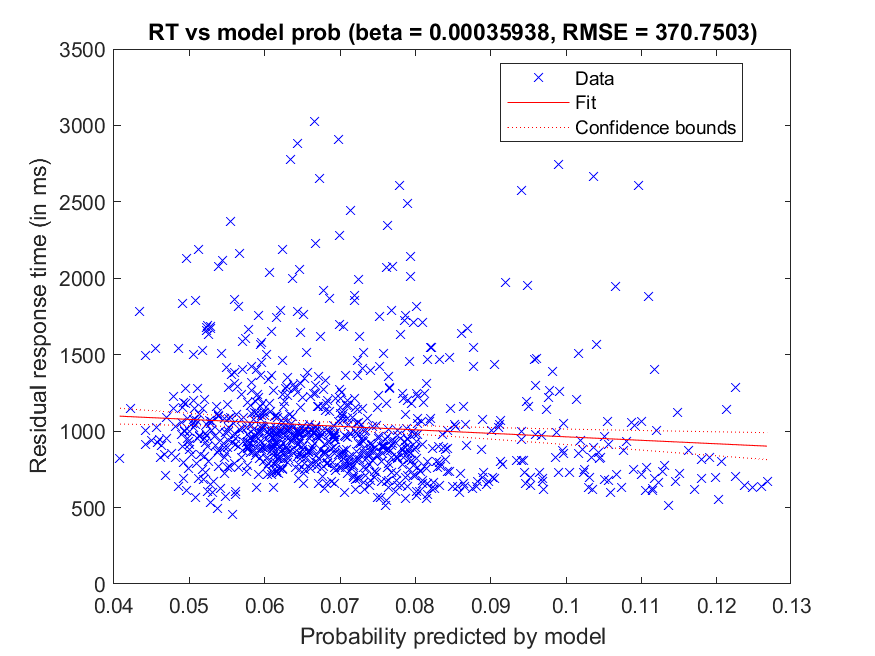 RT vs model prob (beta = 0.00035938, RMSE = 370.7503)
Data
Fit
Confidence bounds
Residual response time (in ms)
3500
3000
2500
2000
1500
1000
500
0
0.04 0.05 0.06 0.07 0.08 0.09 0.1 0.11 0.12 0.13
Probability predicted by model